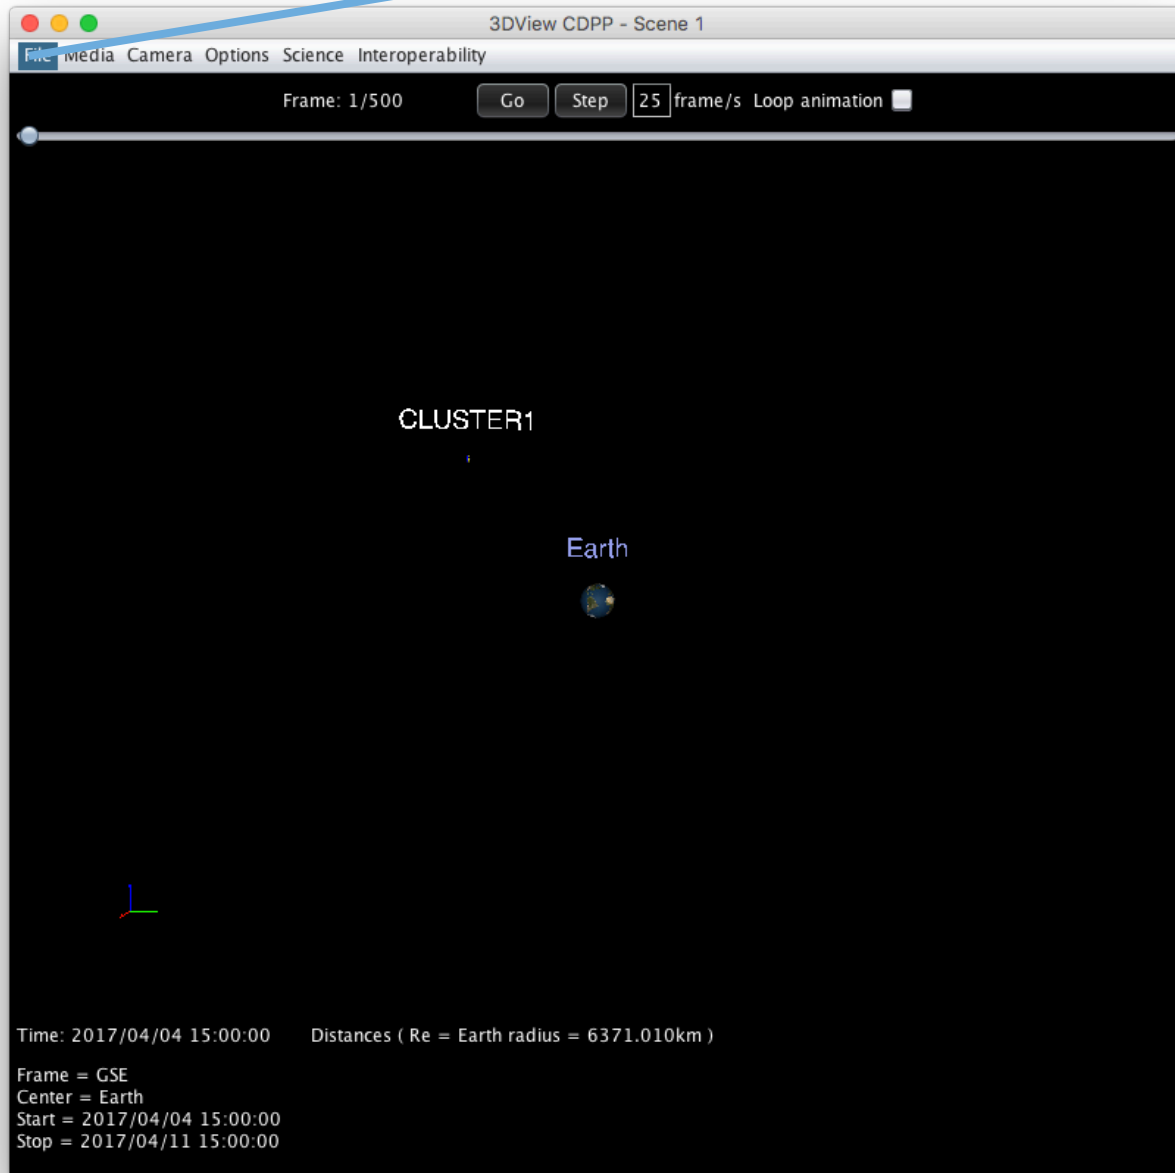 3DView CDPP - Scene 1
File Media Camera Options Science Interoperability
Frame: 1/500 Go Step 25 frame/s Loop animation
CLUSTER1
Earth
Time: 2017/04/04 15:00:00 Distances ( Re = Earth radius = 6371.010km )
Frame = GSE
Center = Earth
Start = 2017/04/04 15:00:00
Stop = 2017/04/11 15:00:00